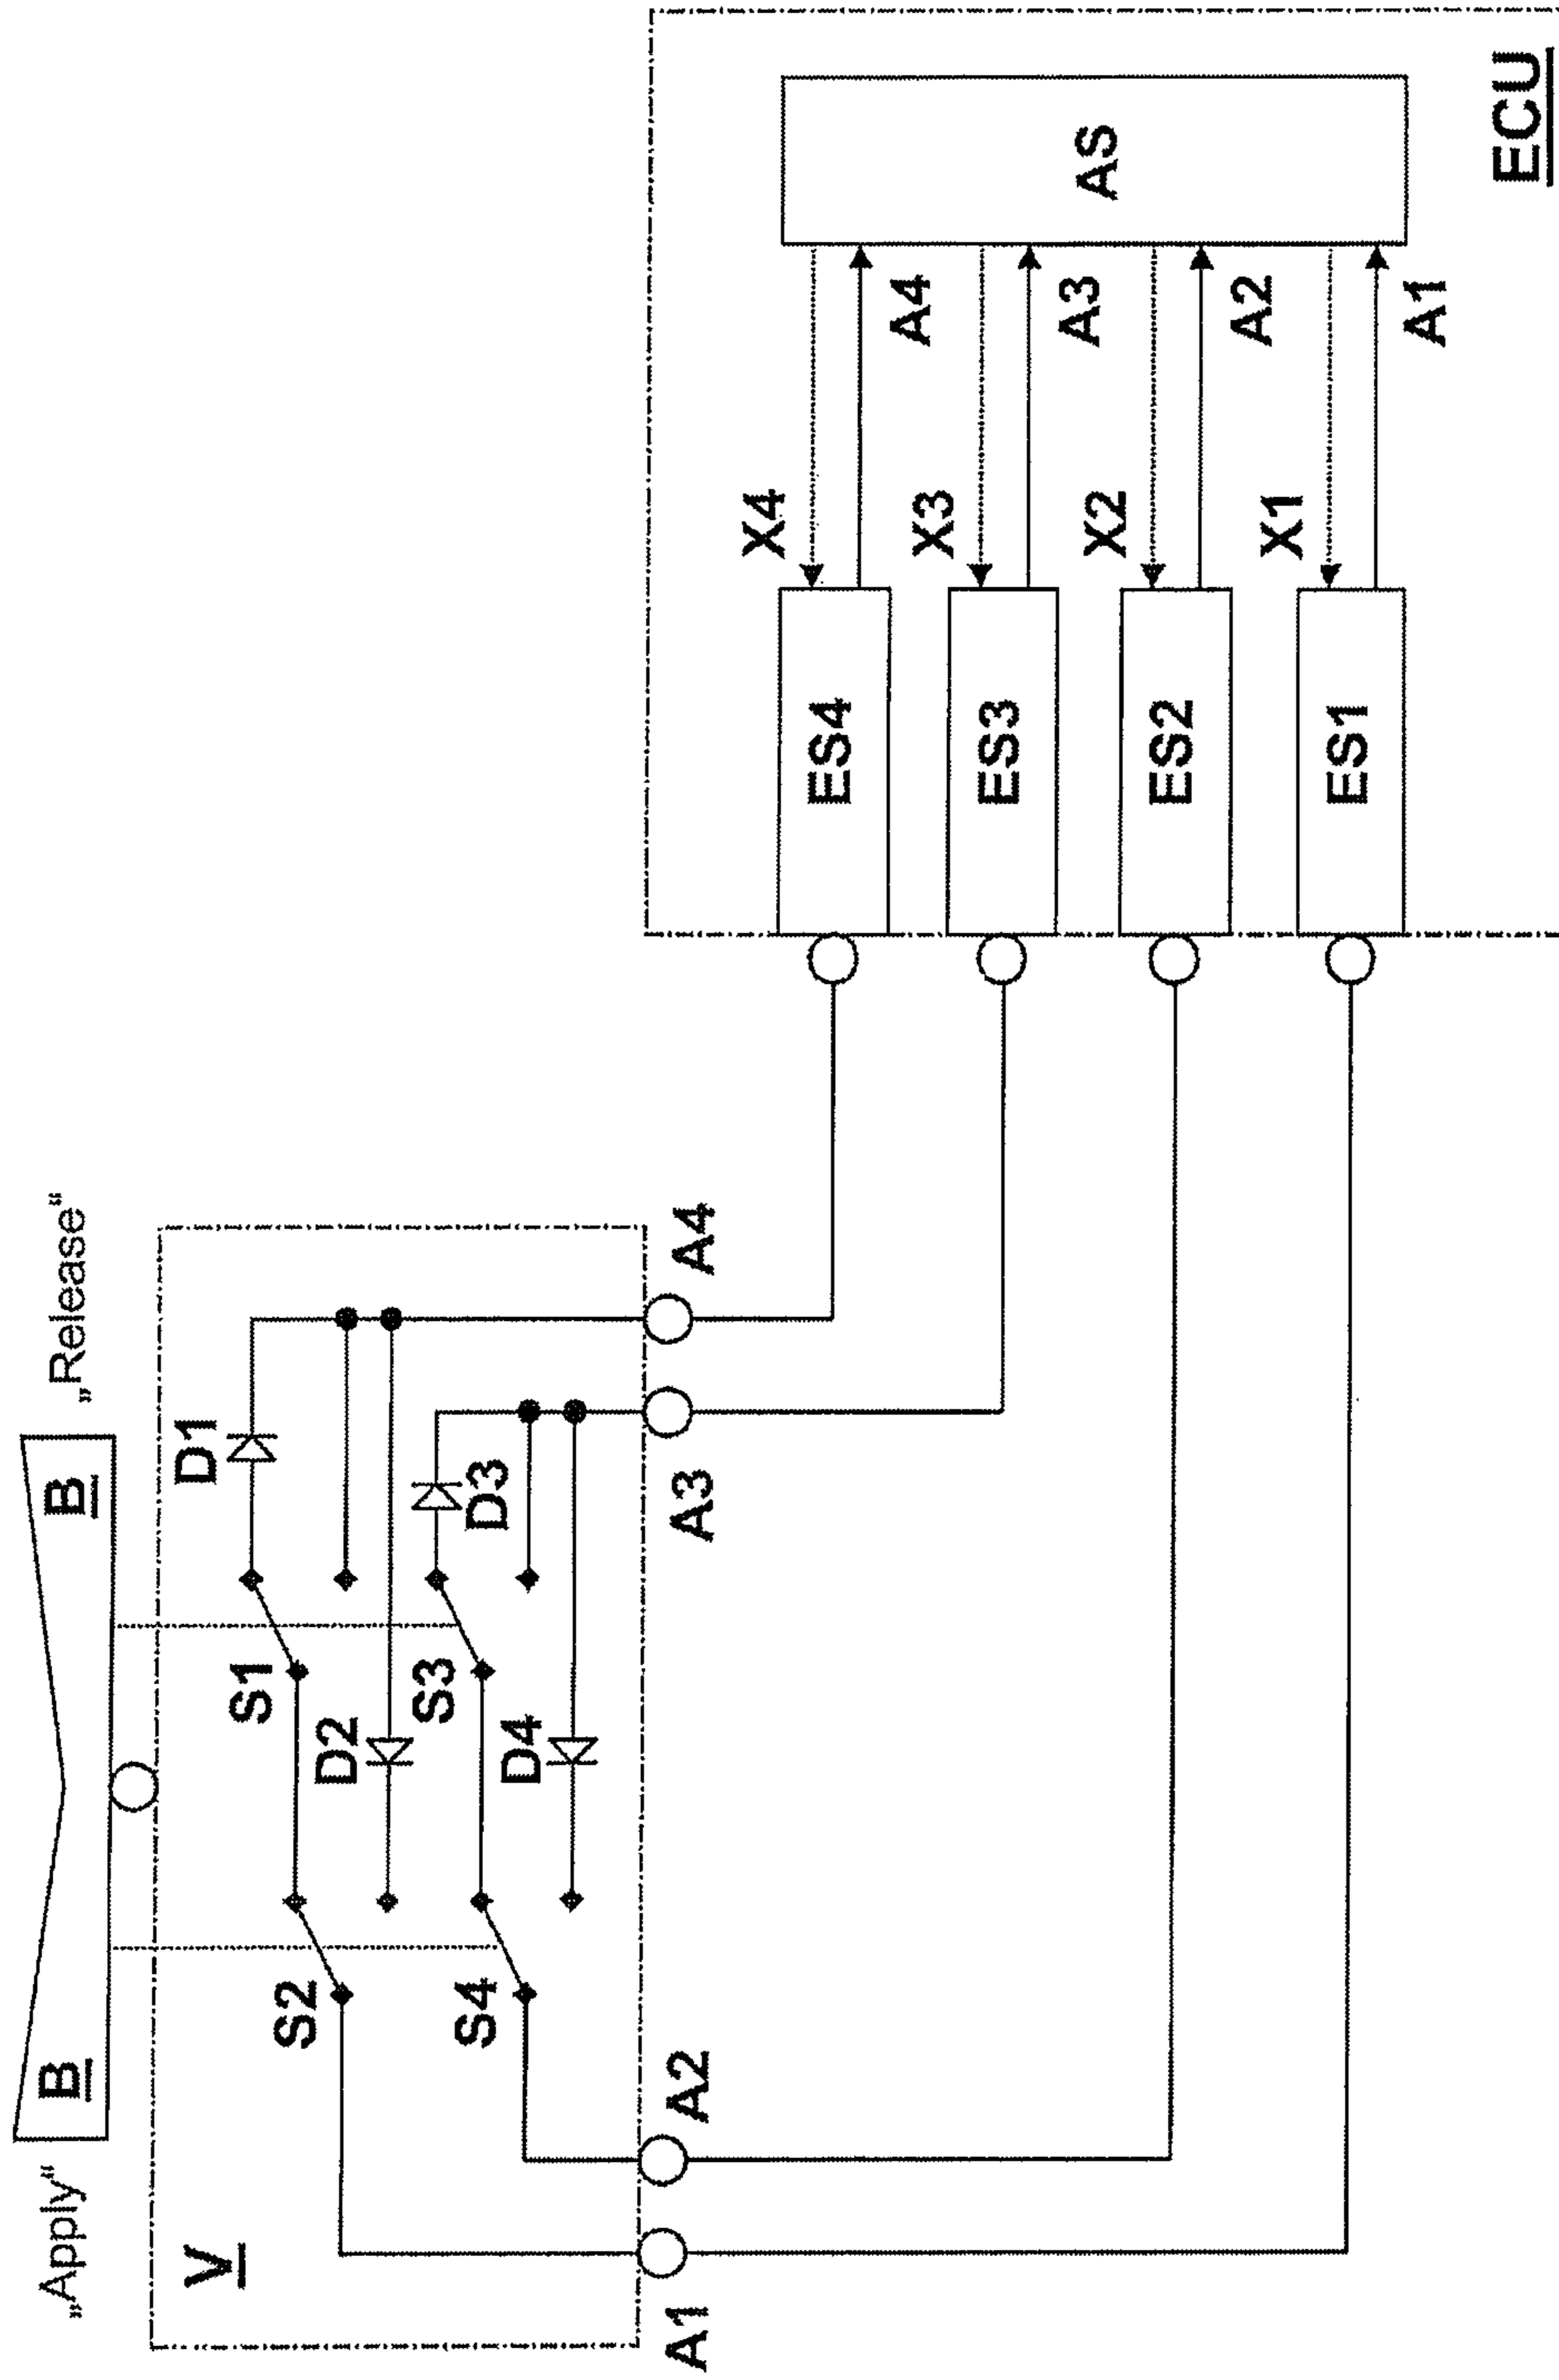 „Apply“
„Release“
B
B
V
D1
S1
S2
D2
D3
S3
S4
D4
A1
A2
A3
A4
ECU
AS
X4
A4
X3
A3
X2
A2
X1
A1
ES4
ES3
ES2
ES1